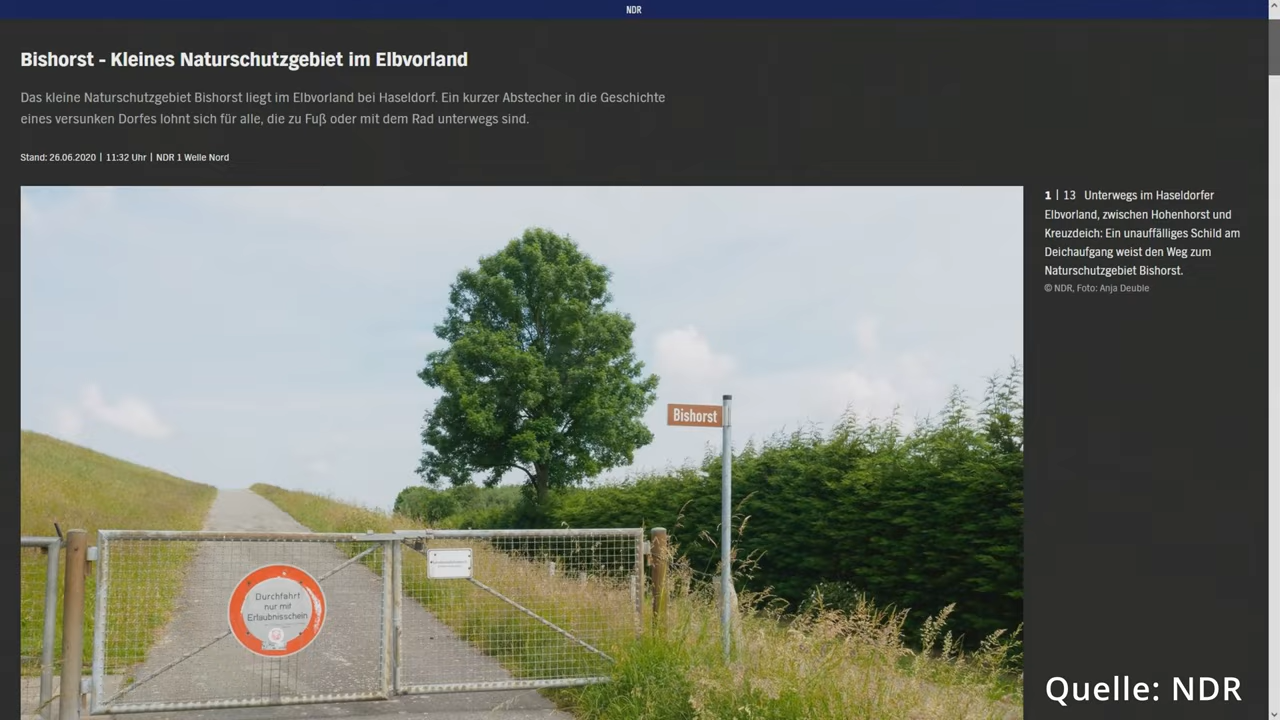 NDR
Bishorst - Kleines Naturschutzgebiet im Elbvorland
Das kleine Naturschutzgebiet Bishorst liegt im Elbvorland bei Haseldorf. Ein kurzer Abstecher in die Geschichte
eines versunken Dorfes lohnt sich für alle, die zu Fuß oder mit dem Rad unterwegs sind.
Stand: 26.06.2020 | 11:32 Uhr | NDR 1 Welle Nord
1 | 13 Unterwegs im Haseldorfer
Elbvorland, zwischen Hohenhorst und
Kreuzdeich: Ein unauffälliges Schild am
Deichaufgang weist den Weg zum
Naturschutzgebiet Bishorst.
© NDR, Foto: Anja Deuble
Bishorst
Durchfahrt
nur mit
Erlaubnisschein
Quelle: NDR